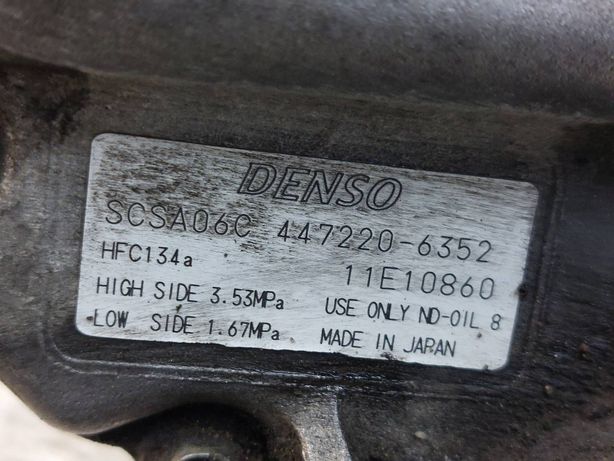 DENSO
SCSA06C 447220-6352
HFC134a 11E10860
HIGH SIDE 3.53MPa USE ONLY ND-OIL 8
LOW SIDE 1.67MPa MADE IN JAPAN